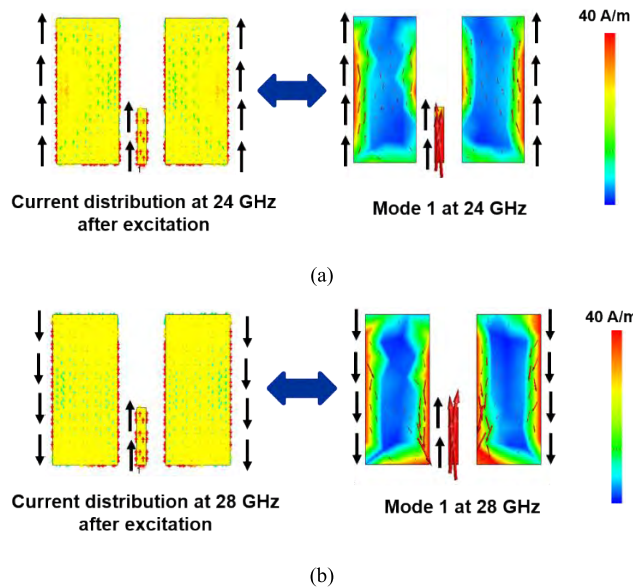 40 A/m
Current distribution at 24 GHz
after excitation
Mode 1 at 24 GHz
(a)
40 A/m
Current distribution at 28 GHz
after excitation
Mode 1 at 28 GHz
(b)